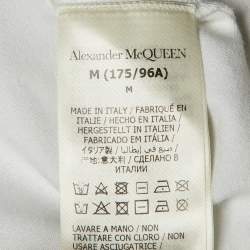 Alexander McQUEEN
M (175/96A)
M
MADE IN ITALY / FABRIQUÉ EN
ITALIE / HECHO EN ITALIA /
HERGESTELLT IN ITALIEN /
FABRICADO EM ITÁLIA /
イタリア製 / صنع في إيطاليا /
产地:意大利 / СДЕЛАНО В
ИТАЛИИ
LAVARE A MANO / NON
TRATTARE CON CLORO / NON
USARE ASCIUGATRICE /